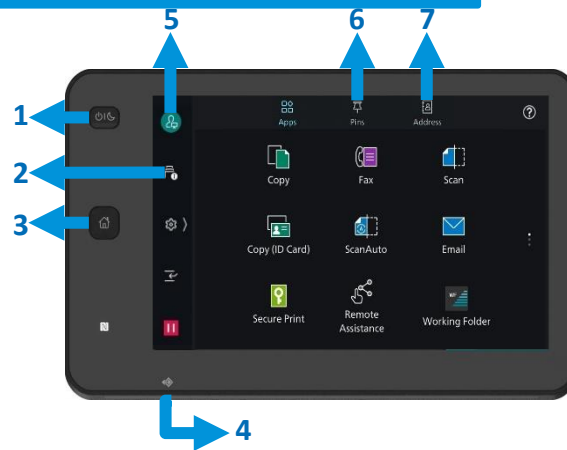 5 6 7
1
2
3
4
Apps Pins Address
?
Copy Fax Scan
Copy (ID Card) ScanAuto Email
Secure Print Remote Assistance Working Folder